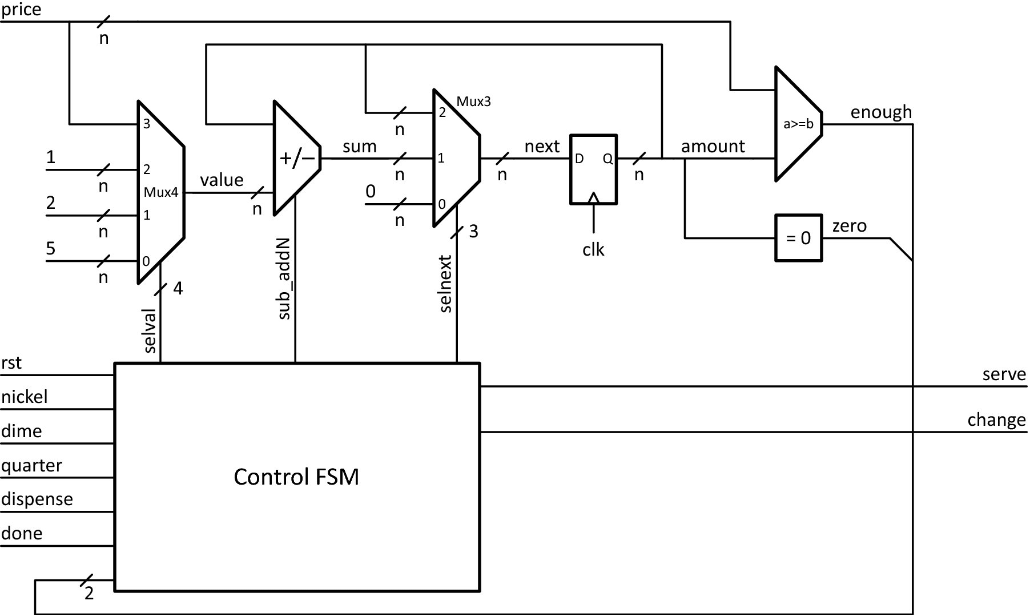 price
n
3
1
n
2
Mux4
2
n
1
5
n
0
4
selval
value
n
+/−
sub_addN
sum
n
2
Mux3
n
1
0
n
0
3
selnext
next
n
D Q
clk
n
amount
a>=b
enough
= 0
zero
rst
nickel
dime
quarter
dispense
done
2
Control FSM
serve
change